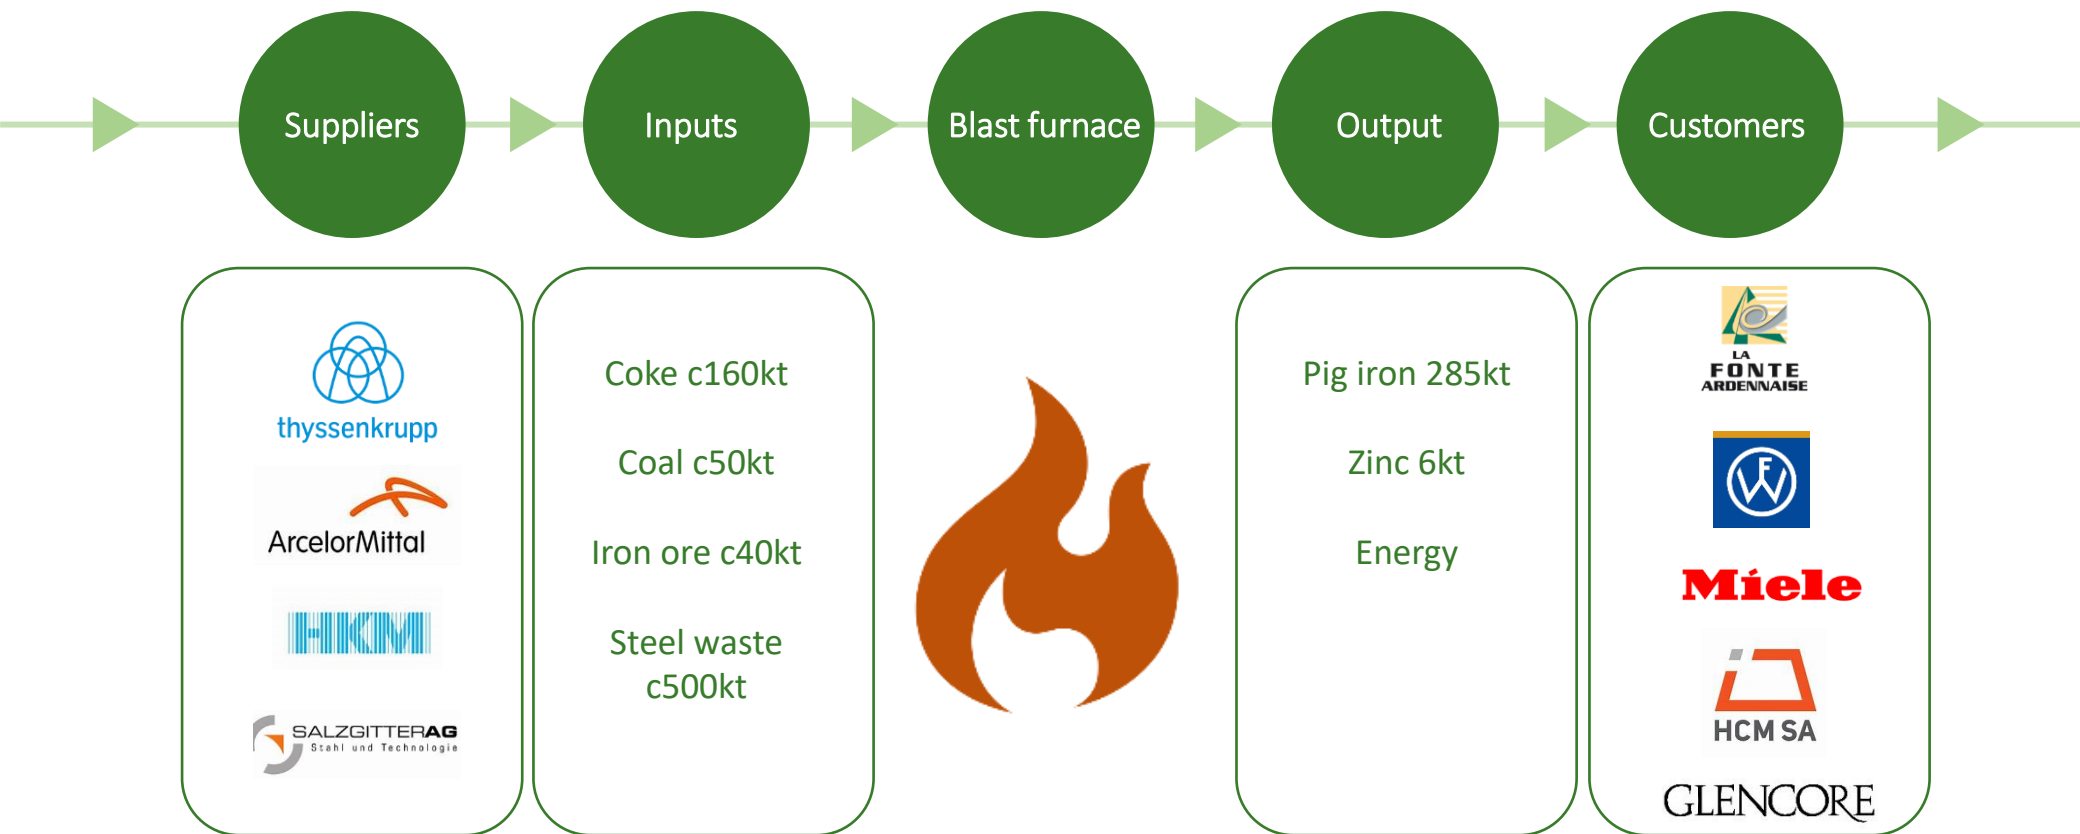 Suppliers
Inputs
Blast furnace
Output
Customers
thyssenkrupp
ArcelorMittal
HKM
SALZGITTERAG
Stahl und Technologie
Coke c160kt
Coal c50kt
Iron ore c40kt
Steel waste
c500kt
Pig iron 285kt
Zinc 6kt
Energy
LA
FONTE
ARDENNAISE
FW
Miele
HCM SA
GLENCORE